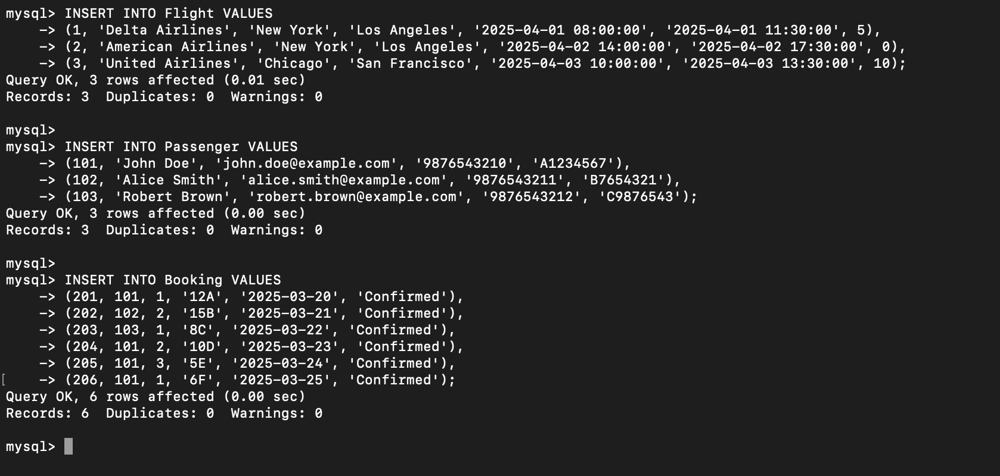 mysql> INSERT INTO Flight VALUES
    -> (1, 'Delta Airlines', 'New York', 'Los Angeles', '2025-04-01 08:00:00', '2025-04-01 11:30:00', 5),
    -> (2, 'American Airlines', 'New York', 'Los Angeles', '2025-04-02 14:00:00', '2025-04-02 17:30:00', 0),
    -> (3, 'United Airlines', 'Chicago', 'San Francisco', '2025-04-03 10:00:00', '2025-04-03 13:30:00', 10);
Query OK, 3 rows affected (0.01 sec)
Records: 3  Duplicates: 0  Warnings: 0

mysql>
mysql> INSERT INTO Passenger VALUES
    -> (101, 'John Doe', 'john.doe@example.com', '9876543210', 'A1234567'),
    -> (102, 'Alice Smith', 'alice.smith@example.com', '9876543211', 'B7654321'),
    -> (103, 'Robert Brown', 'robert.brown@example.com', '9876543212', 'C9876543');
Query OK, 3 rows affected (0.00 sec)
Records: 3  Duplicates: 0  Warnings: 0

mysql>
mysql> INSERT INTO Booking VALUES
    -> (201, 101, 1, '12A', '2025-03-20', 'Confirmed'),
    -> (202, 102, 2, '15B', '2025-03-21', 'Confirmed'),
    -> (203, 103, 1, '8C', '2025-03-22', 'Confirmed'),
    -> (204, 101, 2, '10D', '2025-03-23', 'Confirmed'),
    -> (205, 101, 3, '5E', '2025-03-24', 'Confirmed'),
[    -> (206, 101, 1, '6F', '2025-03-25', 'Confirmed');
Query OK, 6 rows affected (0.00 sec)
Records: 6  Duplicates: 0  Warnings: 0

mysql>